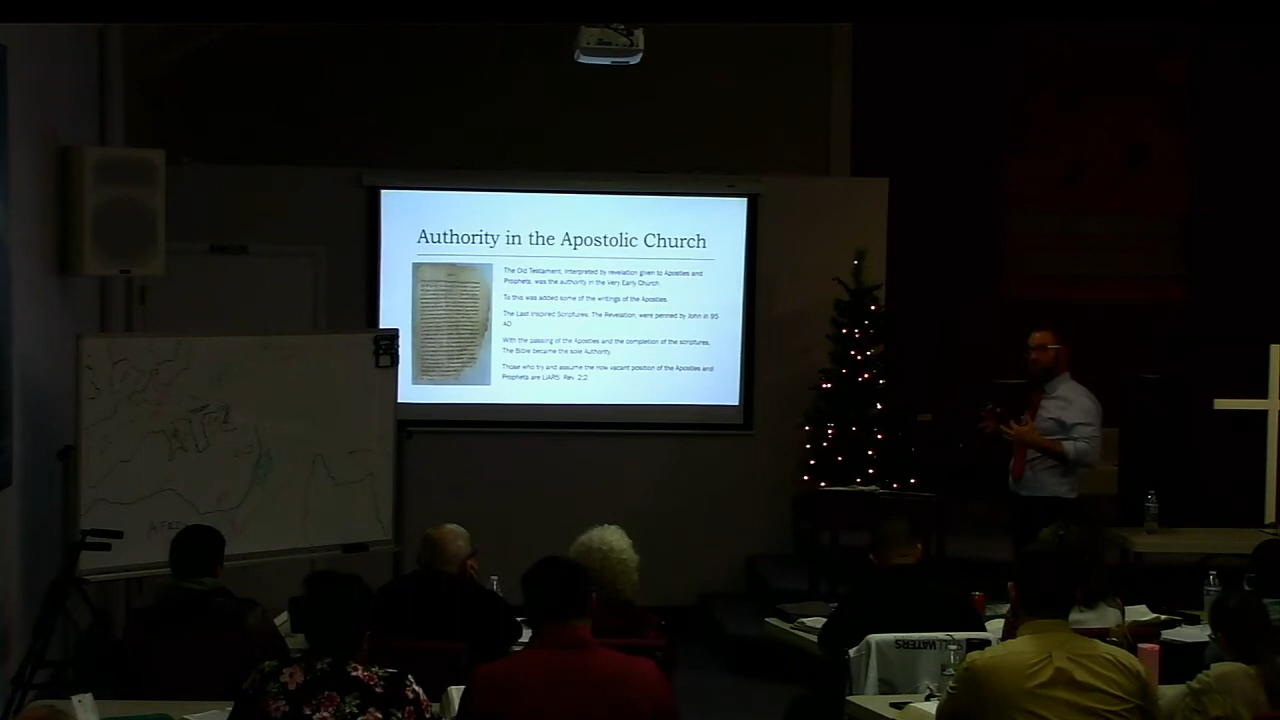 Authority in the Apostolic Church
The Old Testament, interpreted by revelation given to Apostles and
Prophets, was the authority in the Very Early Church.
To this was added some of the writings of the Apostles.
The Last Inspired Scriptures, The Revelation, were penned by John in 95
AD
With the passing of the Apostles and the completion of the scriptures,
The Bible became the sole Authority.
Those who try and assume the now vacant position of the Apostles and
Prophets are LIARS. Rev. 2:2
WATERS